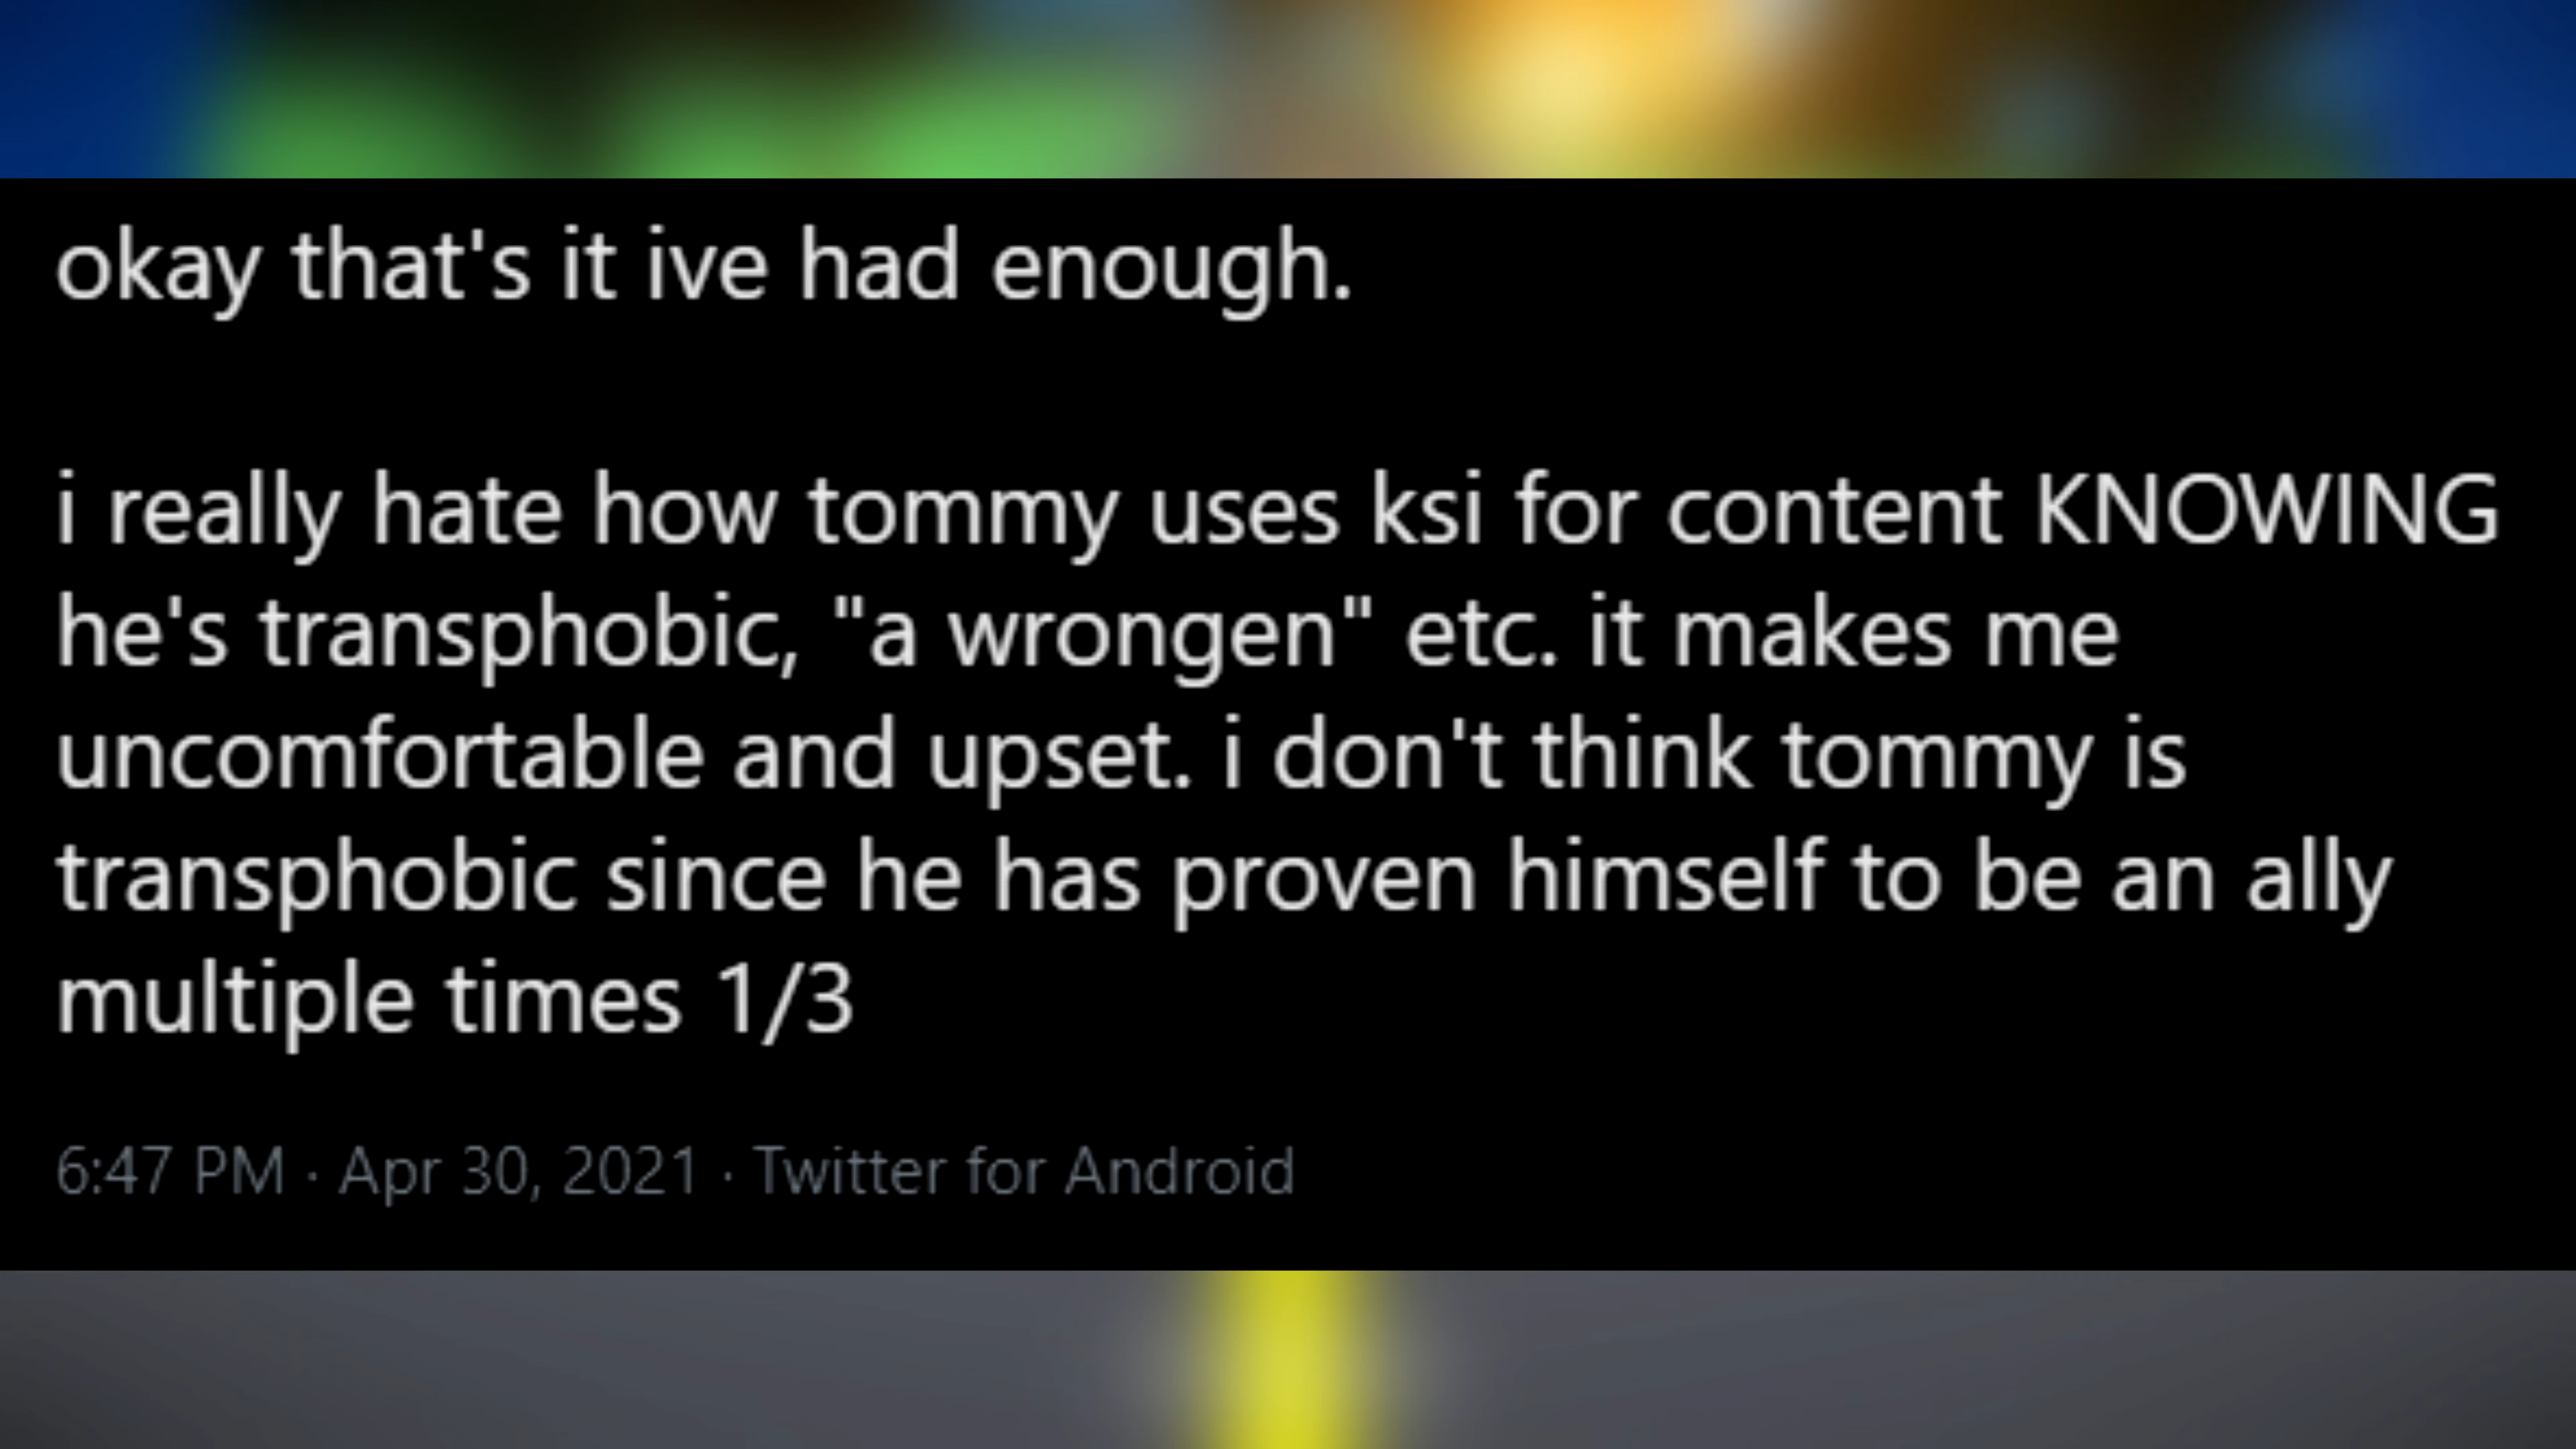 okay that's it ive had enough.
i really hate how tommy uses ksi for content KNOWING
he's transphobic, "a wrongen" etc. it makes me
uncomfortable and upset. i don't think tommy is
transphobic since he has proven himself to be an ally
multiple times 1/3
6:47 PM · Apr 30, 2021 · Twitter for Android